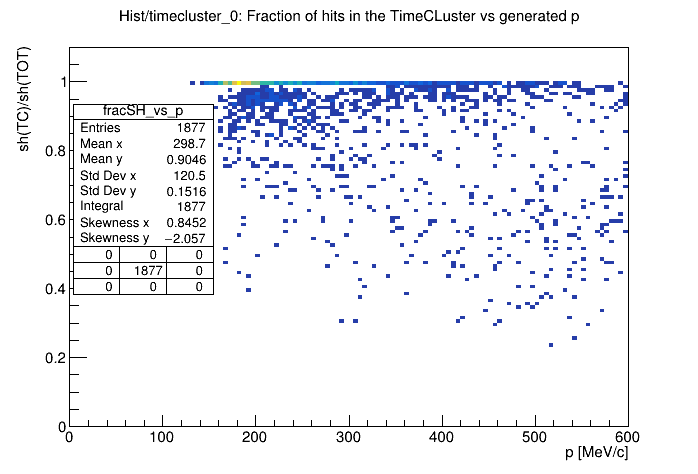 Hist/timecluster_0: Fraction of hits in the TimeCLuster vs generated p
sh(TC)/sh(TOT)
1
0.8
0.6
0.4
0.2
0
fracSH_vs_p
Entries 1877
Mean x 298.7
Mean y 0.9046
Std Dev x 120.5
Std Dev y 0.1516
Integral 1877
Skewness x 0.8452
Skewness y −2.057
0 0 0
0 1877 0
0 0 0
0 100 200 300 400 500 600
p [MeV/c]